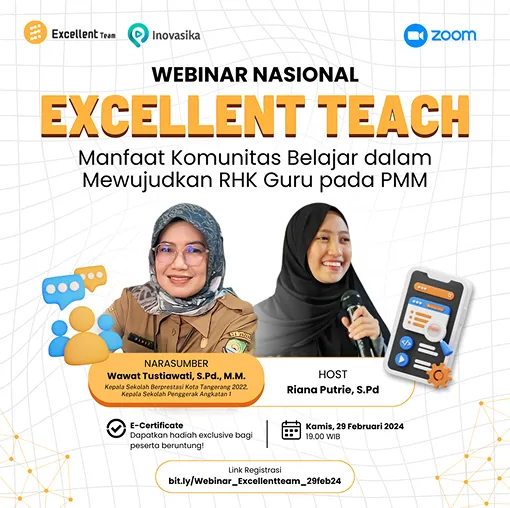 Excellent Team
Inovasika
zoom
WEBINAR NASIONAL
EXCELLENT TEACH
Manfaat Komunitas Belajar dalam
Mewujudkan RHK Guru pada PMM
NARASUMBER
Wawat Tustiawati, S.Pd., M.M.
Kepala Sekolah Berprestasi Kota Tangerang 2022,
Kepala Sekolah Penggerak Angkatan 1
HOST
Riana Putrie, S.Pd
E-Certificate
Dapatkan hadiah exclusive bagi
peserta beruntung!
Kamis, 29 Februari 2024
19.00 WIB
Link Registrasi
bit.ly/Webinar_Excellentteam_29feb24